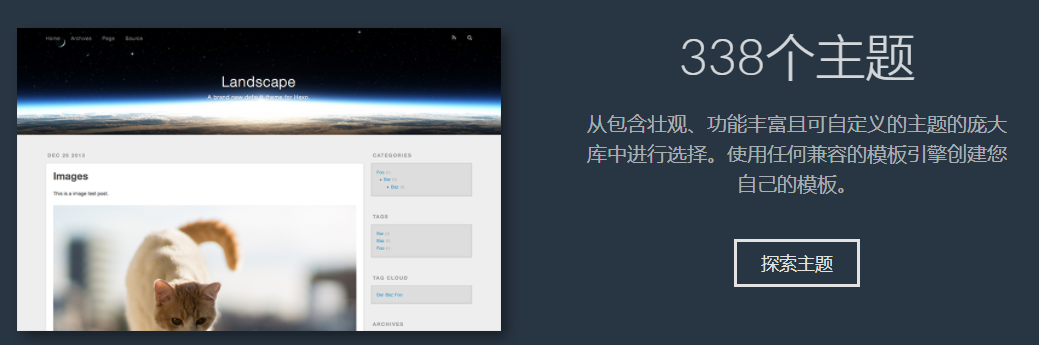 Home Archives Page Source
Landscape
A brand new default theme for Hexo.
DEC 20 2013
Images
This is a image test post.
CATEGORIES
Foo
Bar
Baz
TAGS
Bar
Baz
Foo
TAG CLOUD
Bar Baz Foo
ARCHIVES
338个主题
从包含壮观、功能丰富且可自定义的主题的庞大
库中进行选择。使用任何兼容的模板引擎创建您
自己的模板。
探索主题